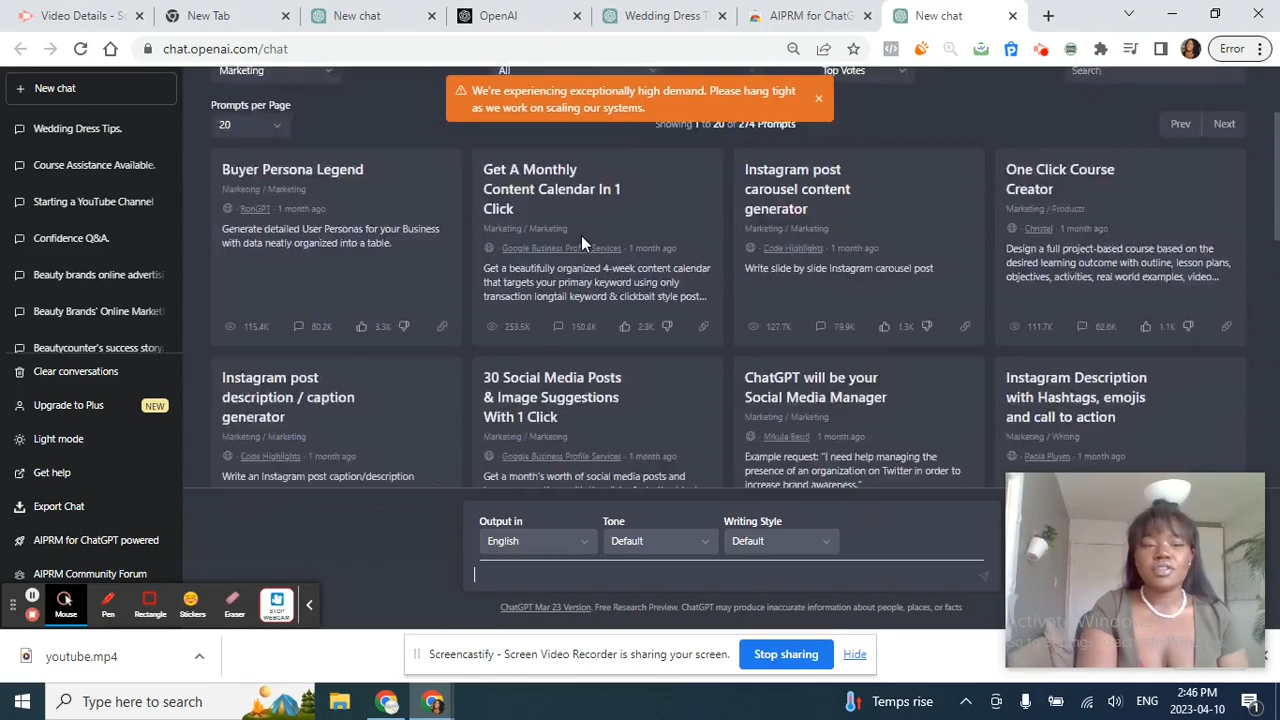 Video Details - S
New Tab
New chat
OpenAI
Wedding Dress T
AIPRM for ChatG
New chat
chat.openai.com/chat
Error
New chat
Wedding Dress Tips.
Course Assistance Available.
Starting a YouTube Channel
Confidence Q&A.
Beauty brands online advertisi
Beauty Brands' Online Marketi
Beautycounter's success story.
Clear conversations
Upgrade to Plus
NEW
Light mode
Get help
Export Chat
AIPRM for ChatGPT powered
AIPRM Community Forum
Marketing
All
Top Votes
Search
We're experiencing exceptionally high demand. Please hang tight
as we work on scaling our systems.
Prompts per Page
20
Showing 1 to 20 of 274 Prompts
Prev
Next
Buyer Persona Legend
Marketing / Marketing
RonGPT · 1 month ago
Generate detailed User Personas for your Business
with data neatly organized into a table.
115.4K
60.2K
3.3K
Get A Monthly
Content Calendar In 1
Click
Marketing / Marketing
Google Business Profile Services · 1 month ago
Get a beautifully organized 4-week content calendar
that targets your primary keyword using only
transaction longtail keyword & clickbait style post...
253.5K
150.8K
2.3K
Instagram post
carousel content
generator
Marketing / Marketing
Code Highlights · 1 month ago
Write slide by slide Instagram carousel post
127.7K
79.9K
1.3K
One Click Course
Creator
Marketing / Products
Christel · 1 month ago
Design a full project-based course based on the
desired learning outcome with outline, lesson plans,
objectives, activities, real world examples, video...
111.7K
62.6K
1.1K
Instagram post
description / caption
generator
Marketing / Marketing
Code Highlights · 1 month ago
Write an Instagram post caption/description
30 Social Media Posts
& Image Suggestions
With 1 Click
Marketing / Marketing
Google Business Profile Services · 1 month ago
Get a month's worth of social media posts and
ChatGPT will be your
Social Media Manager
Marketing / Marketing
Mikula Beutl · 1 month ago
Example request: "I need help managing the
presence of an organization on Twitter in order to
increase brand awareness."
Instagram Description
with Hashtags, emojis
and call to action
Marketing / Writing
Pacia Pluym · 1 month ago
Output in
Tone
Writing Style
English
Default
Default
ChatGPT Mar 23 Version. Free Research Preview. ChatGPT may produce inaccurate information about people, places, or facts
Mouse
Pen
Rectangle
Stickers
Eraser
STOP
WEBCAM
Activate Windows
Go to Settings to activate Windows.
youtube.mp4
Screencastify - Screen Video Recorder is sharing your screen.
Stop sharing
Hide
Type here to search
Temps rise
ENG
2:46 PM
2023-04-10
1